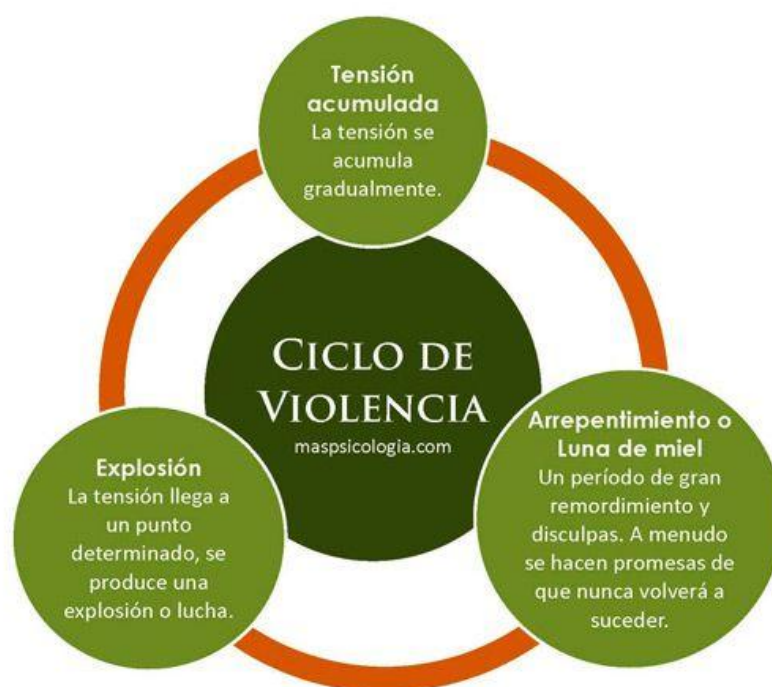 Tensión
acumulada
La tensión se
acumula
gradualmente.
CICLO DE
VIOLENCIA
maspsicologia.com
Arrepentimiento o
Luna de miel
Un período de gran
remordimiento y
disculpas. A menudo
se hacen promesas de
que nunca volverá a
suceder.
Explosión
La tensión llega a
un punto
determinado, se
produce una
explosión o lucha.